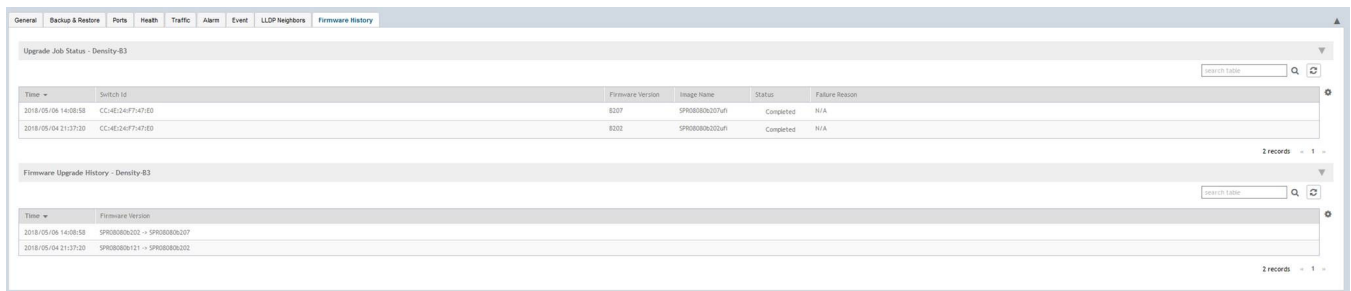 General Backup & Restore Ports Health Traffic Alarm Event LLDP Neighbors Firmware History
Upgrade Job Status - Density-B3
search table
Time Switch Id Firmware Version Image Name Status Failure Reason
2018/05/06 14:08:58 CC:4E:24:F7:47:E0 B207 SPR08080b207ufi Completed N/A
2018/05/04 21:37:20 CC:4E:24:F7:47:E0 B202 SPR08080b202ufi Completed N/A
2 records « 1 »
Firmware Upgrade History - Density-B3
search table
Time Firmware Version
2018/05/06 14:08:58 SPR08080b202 -> SPR08080b207
2018/05/04 21:37:20 SPR08080b121 -> SPR08080b202
2 records « 1 »